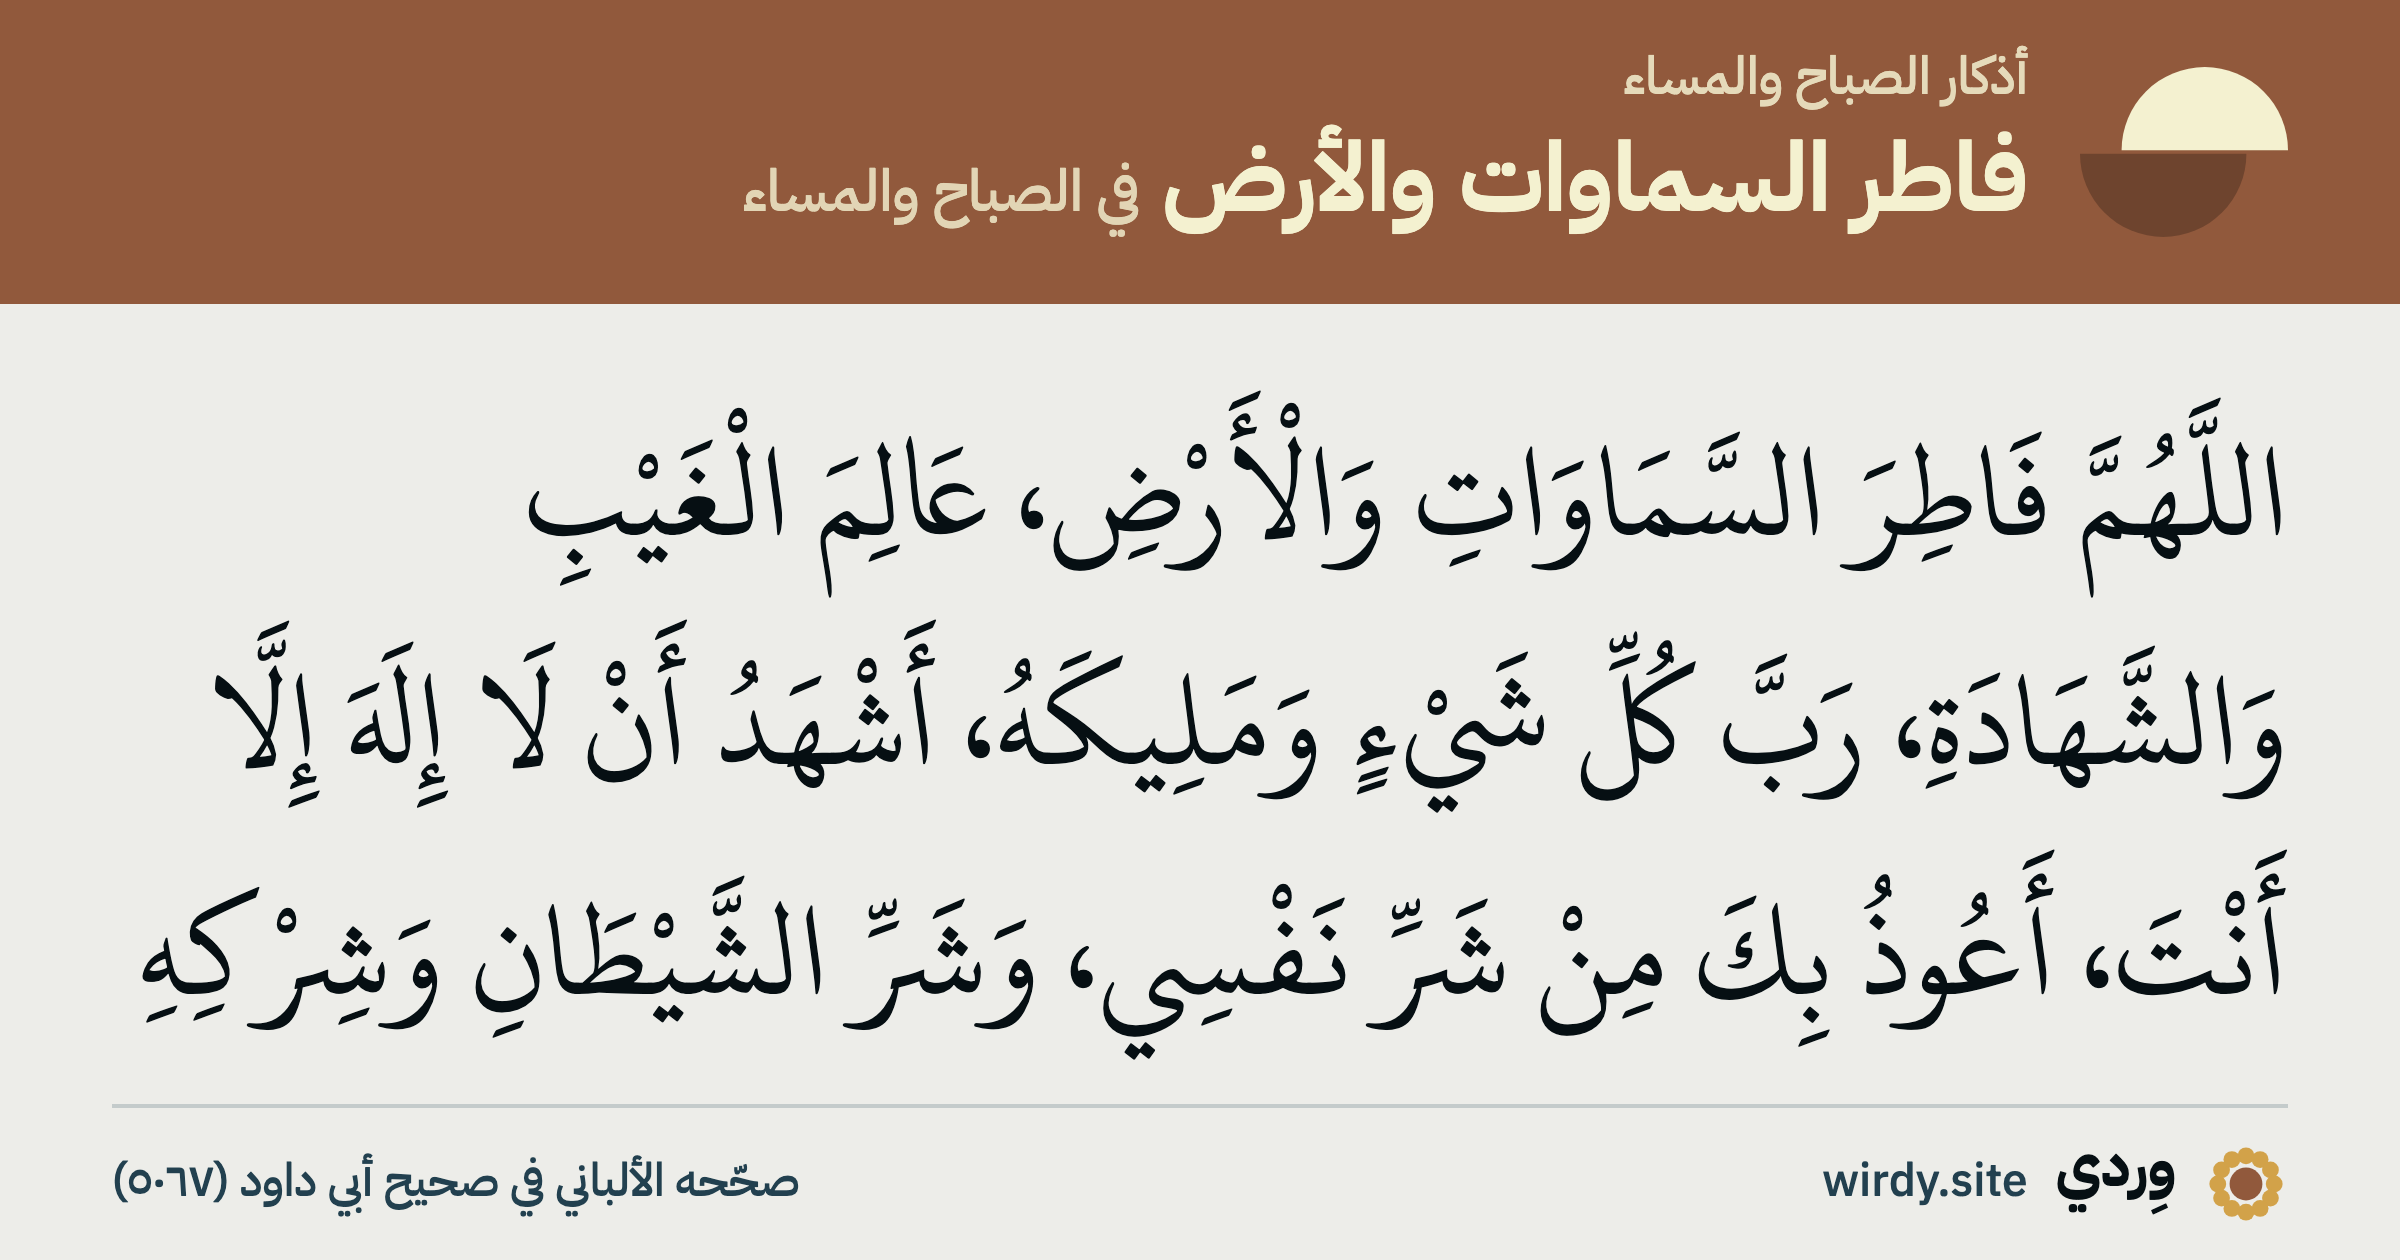 أذكار الصباح والمساء
فاطر السماوات والأرض في الصباح والمساء
اللَّهُمَّ فَاطِرَ السَّمَاوَاتِ وَالْأَرْضِ، عَالِمَ الْغَيْبِ
وَالشَّهَادَةِ، رَبَّ كُلِّ شَيْءٍ وَمَلِيكَهُ، أَشْهَدُ أَنْ لَا إِلَهَ إِلَّا
أَنْتَ، أَعُوذُ بِكَ مِنْ شَرِّ نَفْسِي، وَشَرِّ الشَّيْطَانِ وَشِرْكِهِ
وِردي wirdy.site
صحّحه الألباني في صحيح أبي داود (٥٠٦٧)